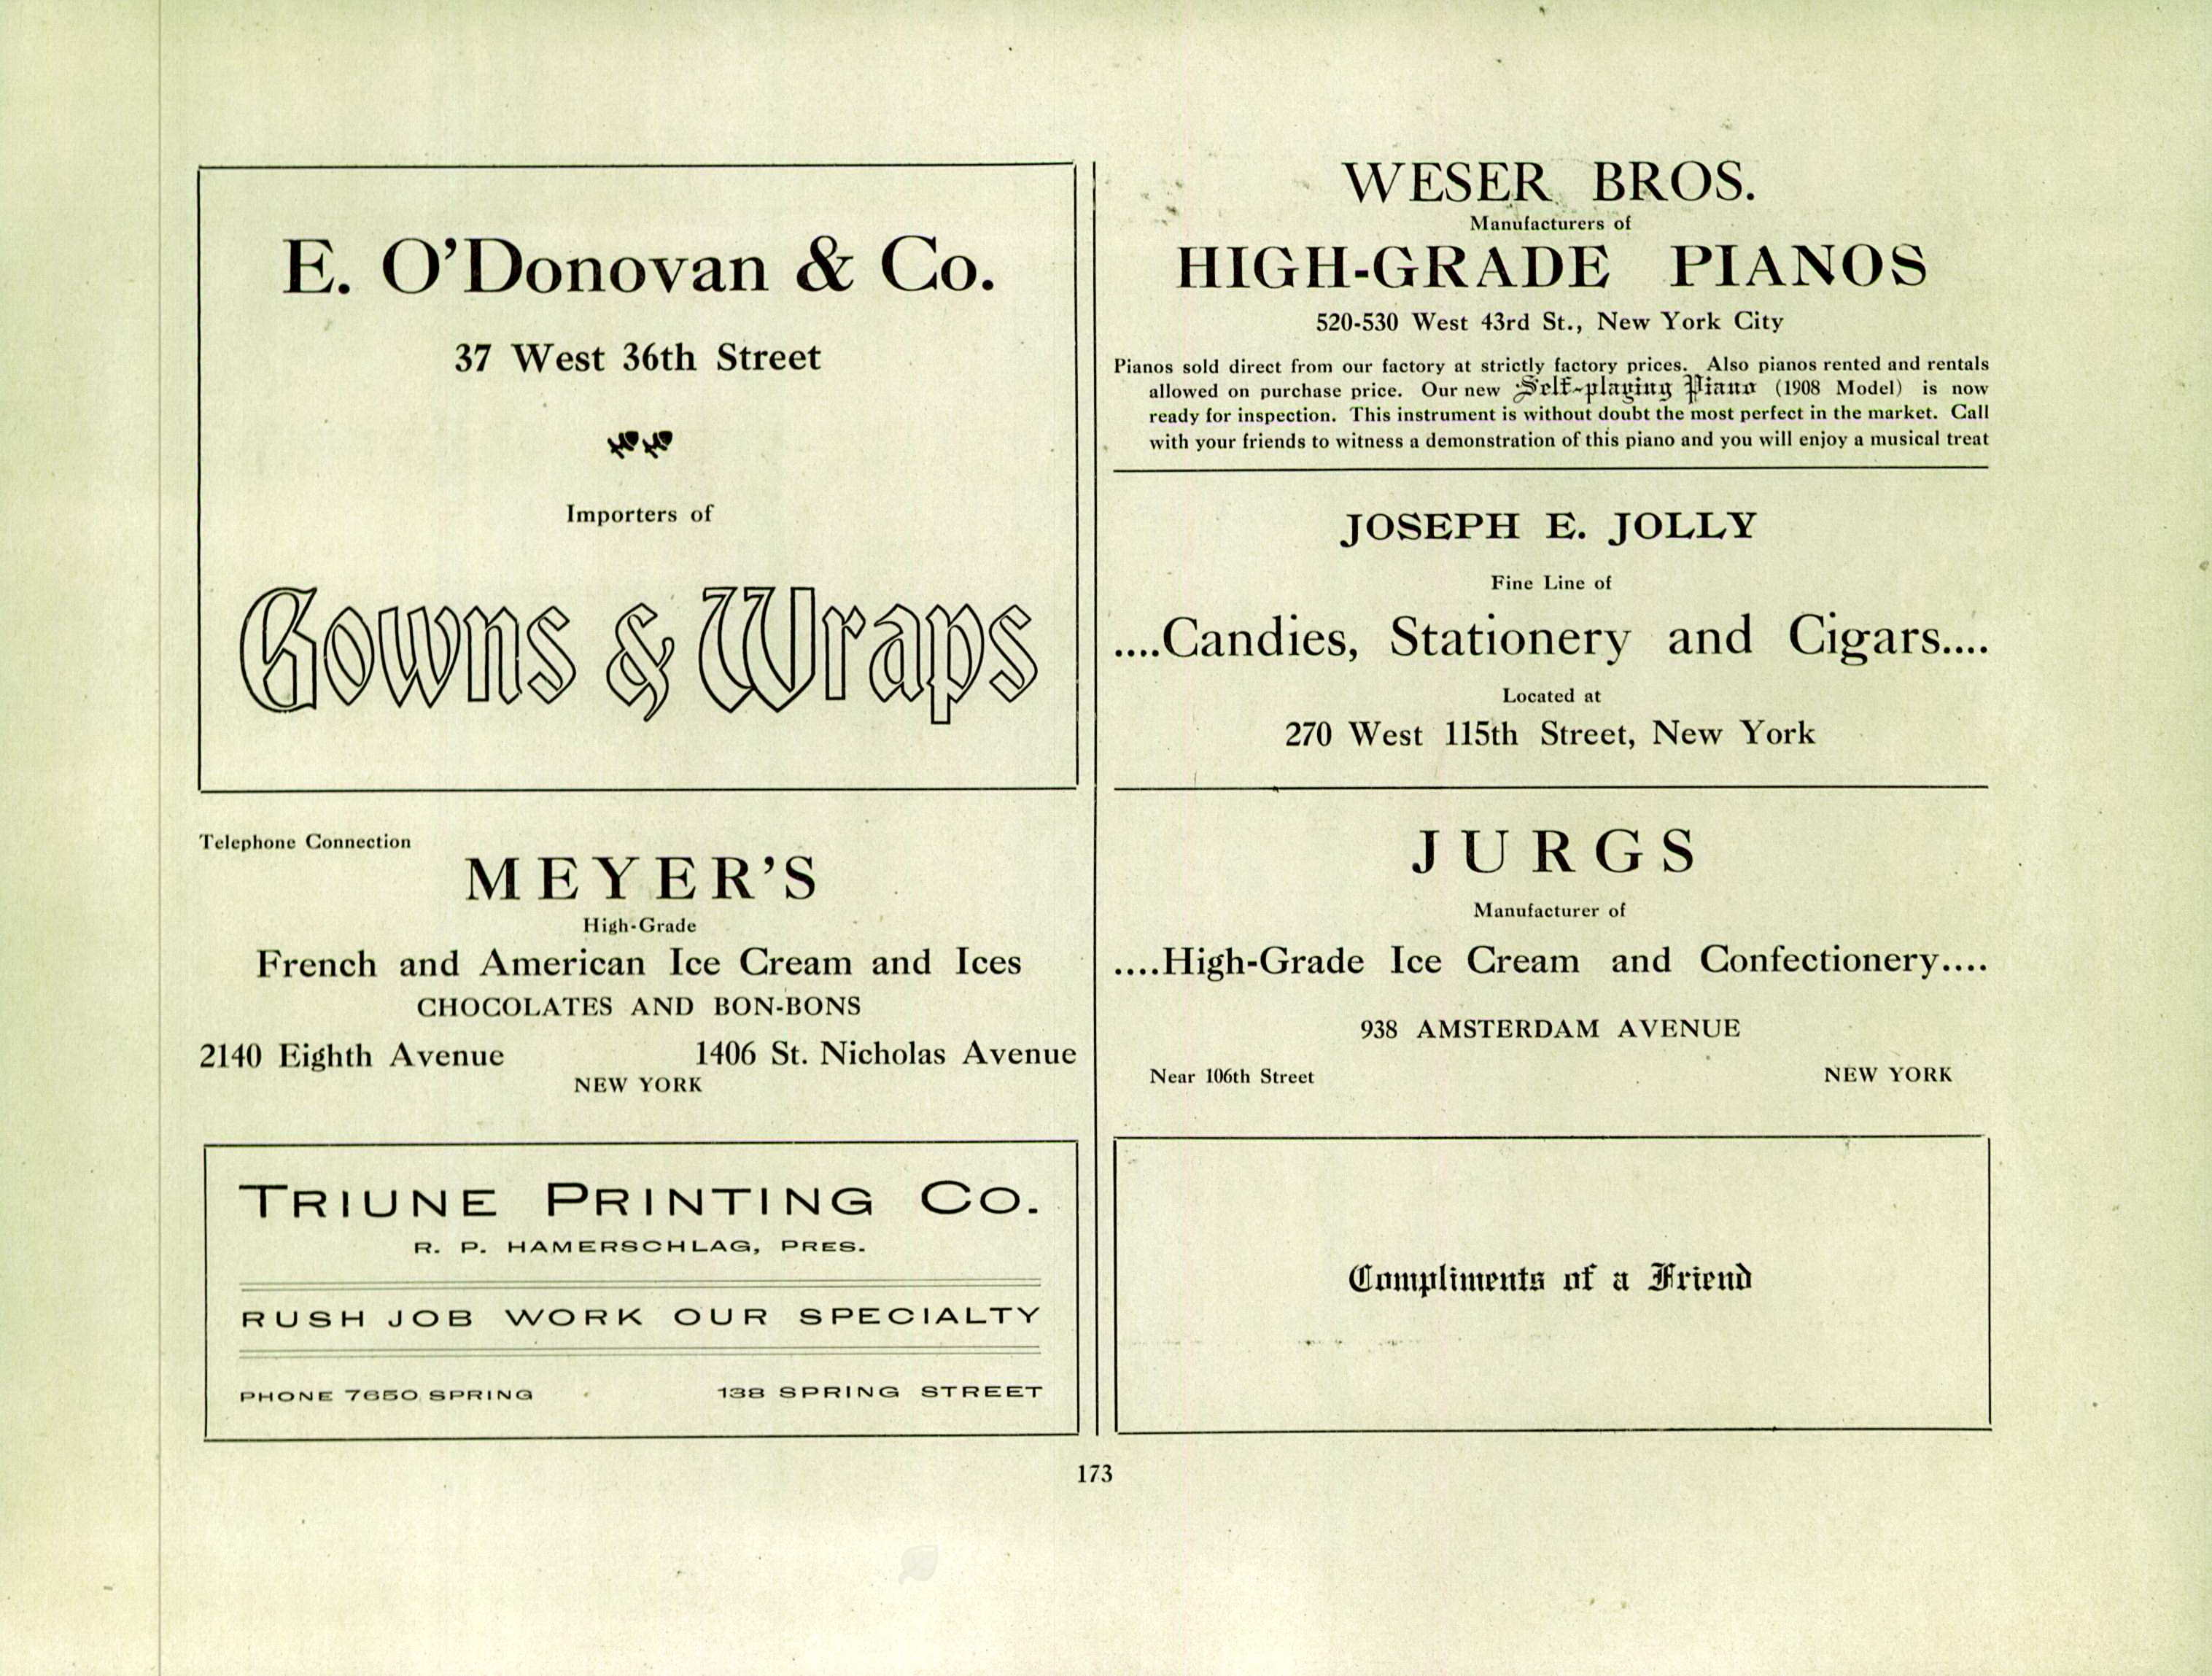 E. O'Donovan & Co.
37 West 36th Street
Importers of
Gowns & Wraps
Telephone Connection
MEYER'S
High-Grade
French and American Ice Cream and Ices
CHOCOLATES AND BON-BONS
2140 Eighth Avenue 1406 St. Nicholas Avenue
NEW YORK
TRIUNE PRINTING CO.
R. P. HAMERSCHLAG, PRES.
RUSH JOB WORK OUR SPECIALTY
PHONE 7650 SPRING 138 SPRING STREET
WESER BROS.
Manufacturers of
HIGH-GRADE PIANOS
520-530 West 43rd St., New York City
Pianos sold direct from our factory at strictly factory prices. Also pianos rented and rentals
allowed on purchase price. Our new Self-playing Piano (1908 Model) is now
ready for inspection. This instrument is without doubt the most perfect in the market. Call
with your friends to witness a demonstration of this piano and you will enjoy a musical treat
JOSEPH E. JOLLY
Fine Line of
....Candies, Stationery and Cigars....
Located at
270 West 115th Street, New York
JURGS
Manufacturer of
....High-Grade Ice Cream and Confectionery....
938 AMSTERDAM AVENUE
Near 106th Street NEW YORK
Compliments of a Friend
173